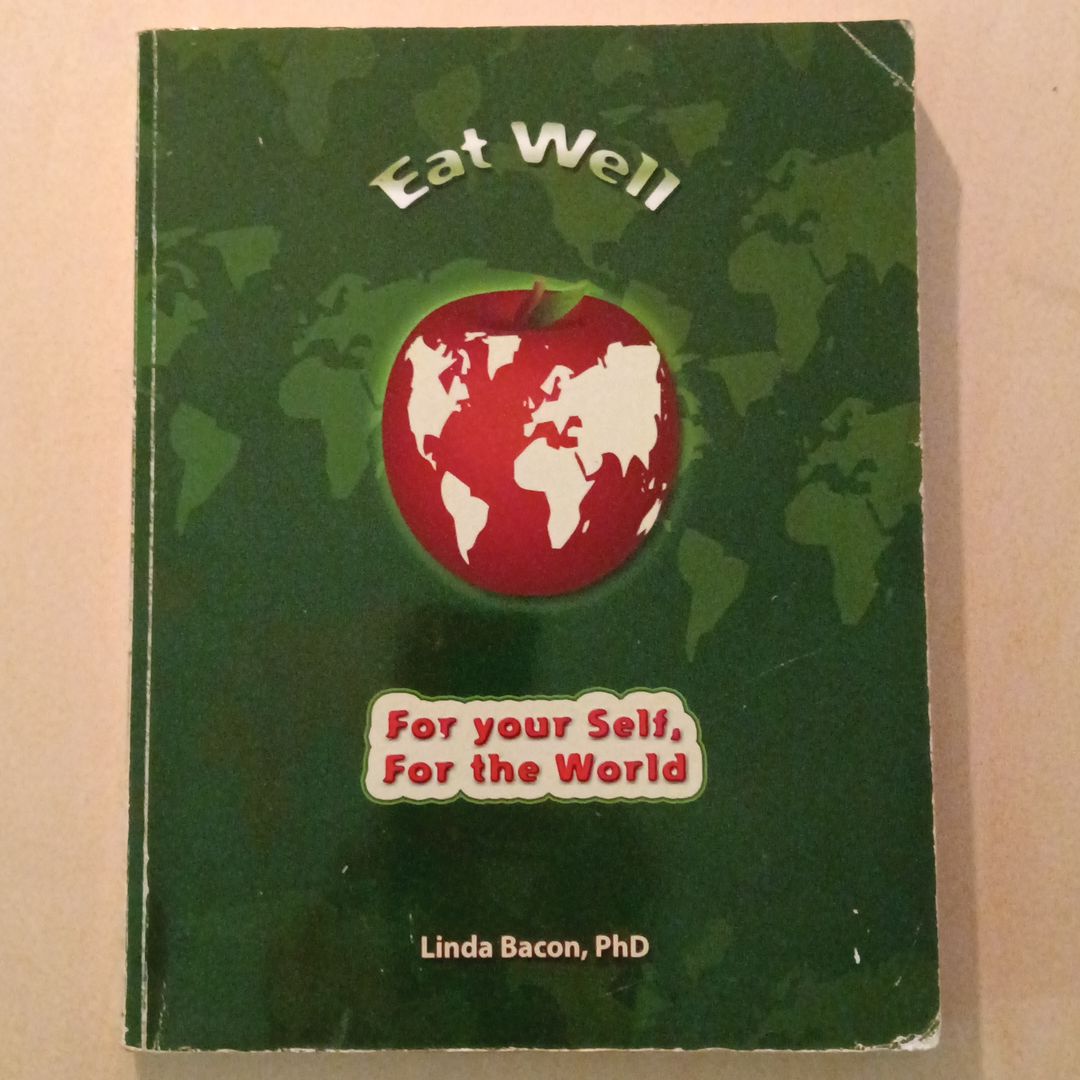 Eat Well
For your Self,
For the World
Linda Bacon, PhD